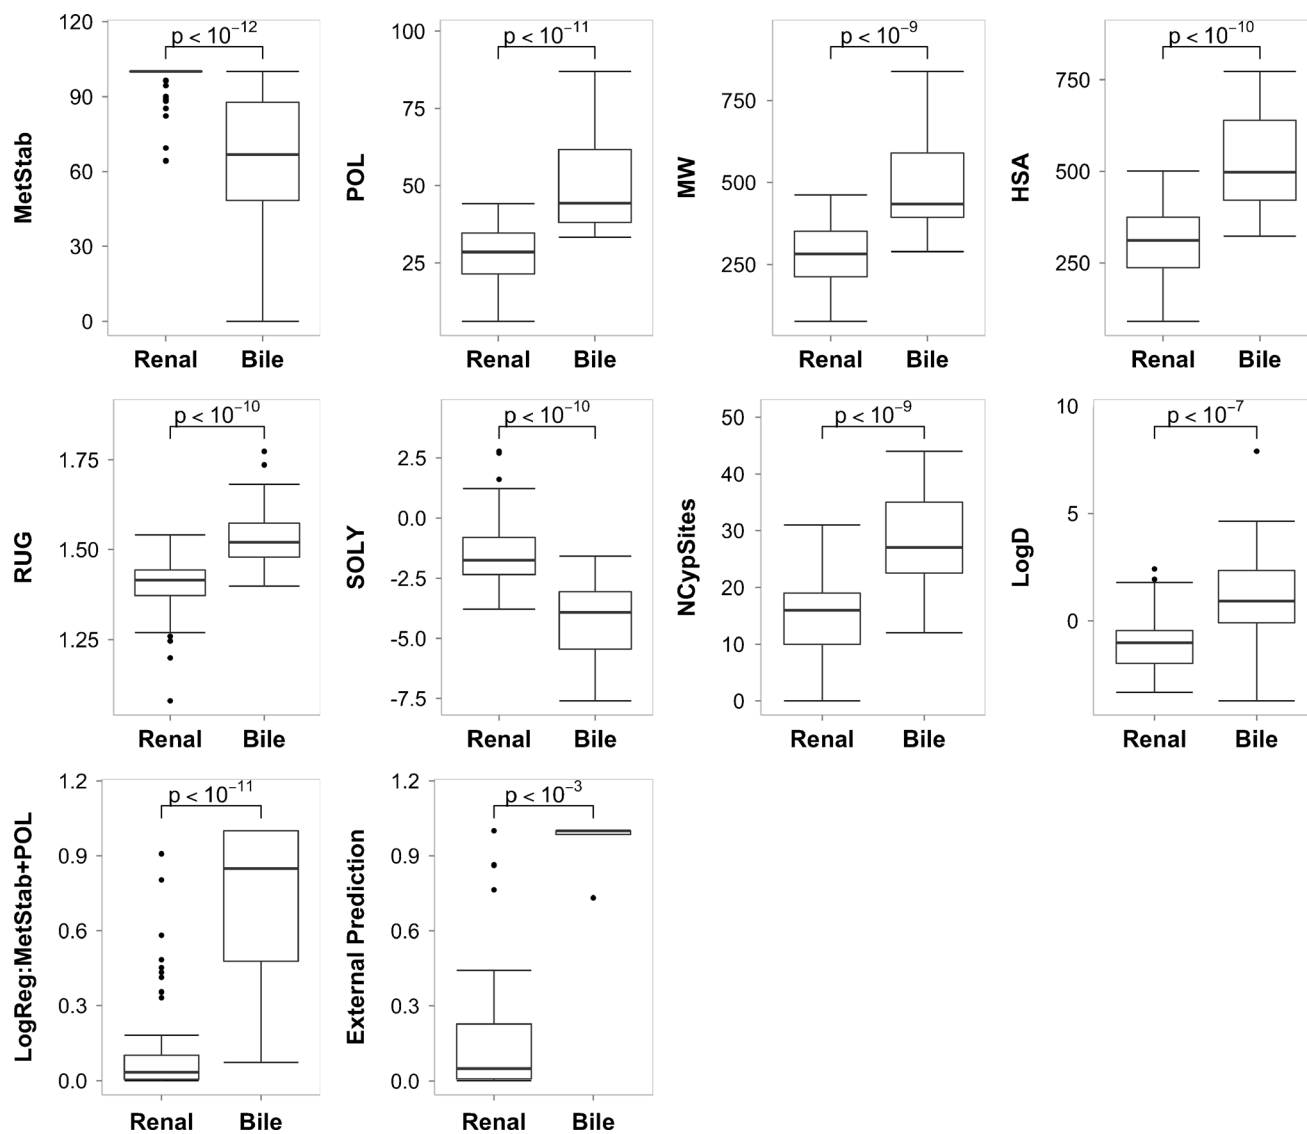 MetStab
120
90
60
30
0
p < 10⁻¹²
Renal Bile
POL
100
75
50
25
p < 10⁻¹¹
Renal Bile
MW
750
500
250
p < 10⁻⁹
Renal Bile
HSA
750
500
250
p < 10⁻¹⁰
Renal Bile
RUG
1.75
1.50
1.25
p < 10⁻¹⁰
Renal Bile
SOLY
2.5
0.0
-2.5
-5.0
-7.5
p < 10⁻¹⁰
Renal Bile
NCypSites
50
40
30
20
10
0
p < 10⁻⁹
Renal Bile
LogD
10
5
0
p < 10⁻⁷
Renal Bile
LogReg:MetStab+POL
1.2
0.9
0.6
0.3
0.0
p < 10⁻¹¹
Renal Bile
External Prediction
1.2
0.9
0.6
0.3
0.0
p < 10⁻³
Renal Bile